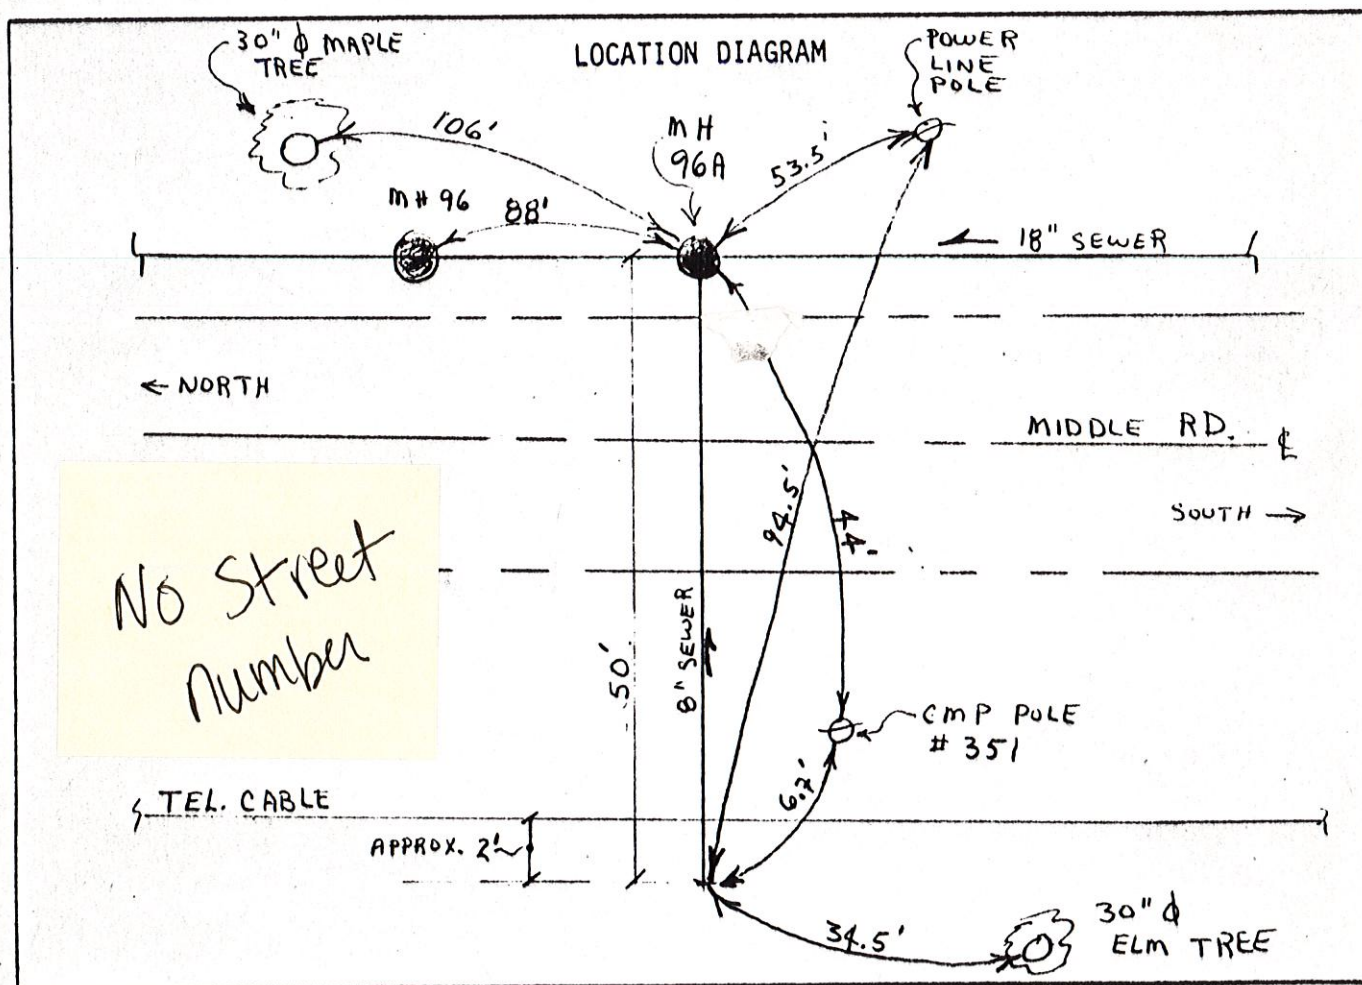 LOCATION DIAGRAM
30" ϕ MAPLE
TREE
POWER
LINE
POLE
106'
MH
96A
53.5'
MH 96
88'
18" SEWER
← NORTH
MIDDLE RD. ℄
SOUTH →
94.5'
44'
No Street
number
50'
8" SEWER
CMP POLE
# 351
6.7'
TEL. CABLE
APPROX. 2'
34.5'
30" ϕ
ELM TREE